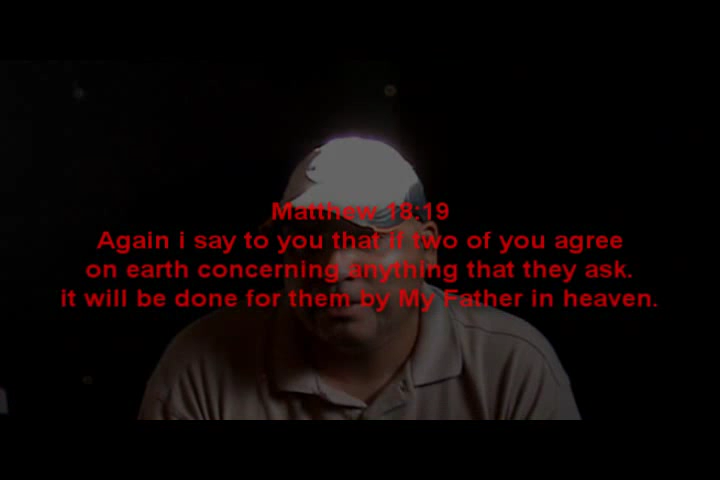 Matthew 18:19
Again i say to you that if two of you agree
on earth concerning anything that they ask.
it will be done for them by My Father in heaven.